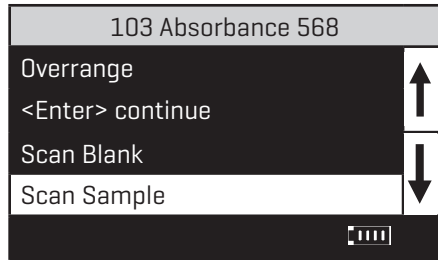 103 Absorbance 568
Overrange
<Enter> continue
Scan Blank
Scan Sample